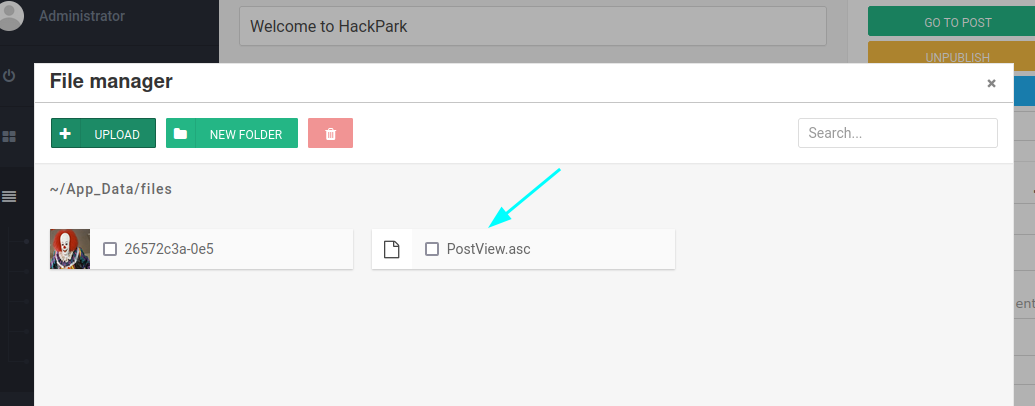 Administrator
Welcome to HackPark
GO TO POST
UNPUBLISH
File manager
×
UPLOAD
NEW FOLDER
Search...
~/App_Data/files
26572c3a-0e5
PostView.asc
ent